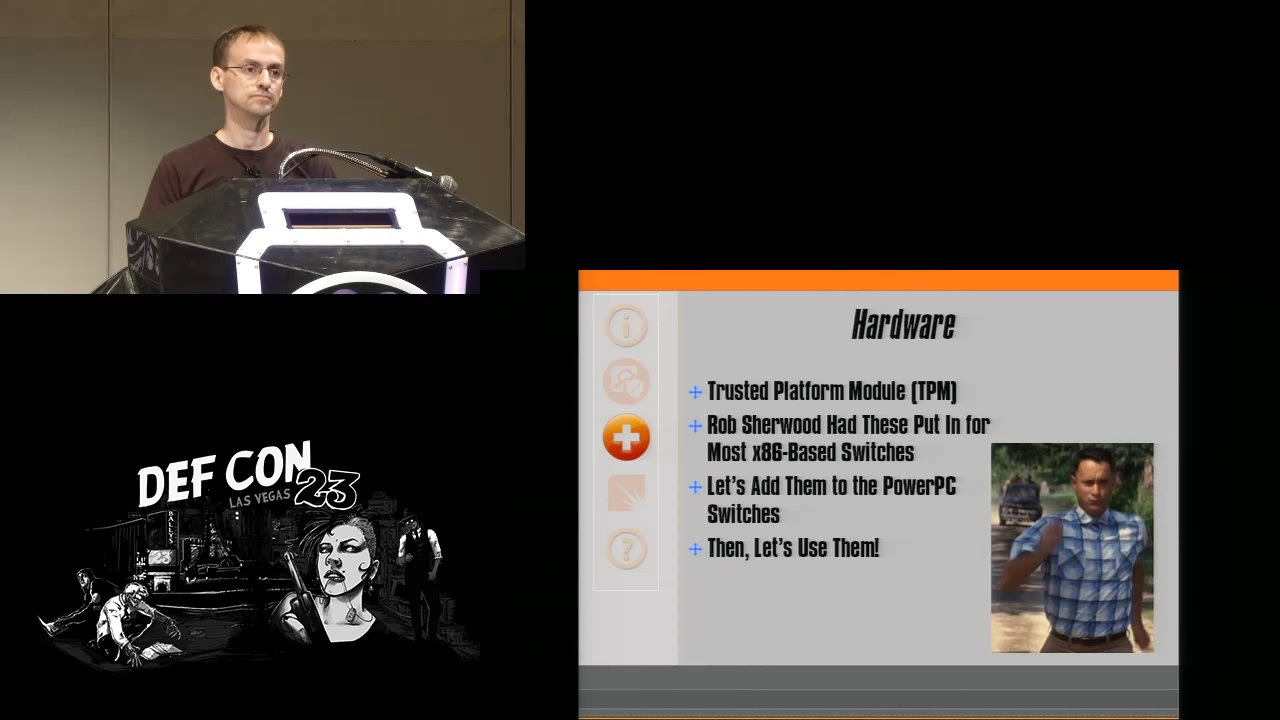 DEF CON
LAS VEGAS 23
BALLY'S
Hardware
Trusted Platform Module (TPM)
Rob Sherwood Had These Put In for
Most x86-Based Switches
Let's Add Them to the PowerPC
Switches
Then, Let's Use Them!